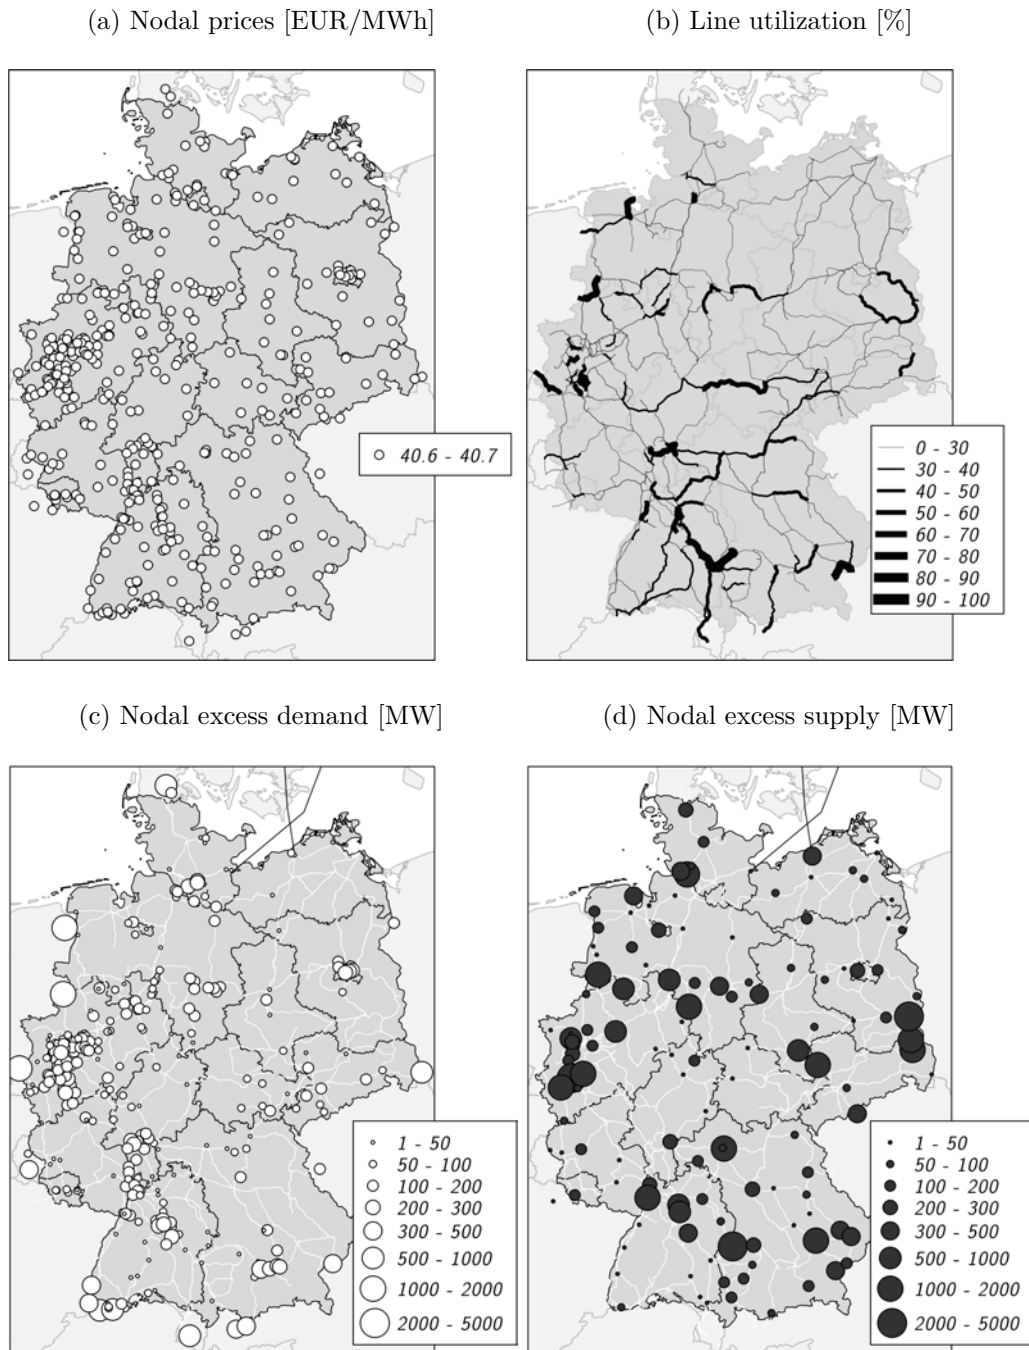 (a) Nodal prices [EUR/MWh]
(b) Line utilization [%]
40.6 - 40.7
0 - 30
30 - 40
40 - 50
50 - 60
60 - 70
70 - 80
80 - 90
90 - 100
(c) Nodal excess demand [MW]
(d) Nodal excess supply [MW]
1 - 50
50 - 100
100 - 200
200 - 300
300 - 500
500 - 1000
1000 - 2000
2000 - 5000
1 - 50
50 - 100
100 - 200
200 - 300
300 - 500
500 - 1000
1000 - 2000
2000 - 5000